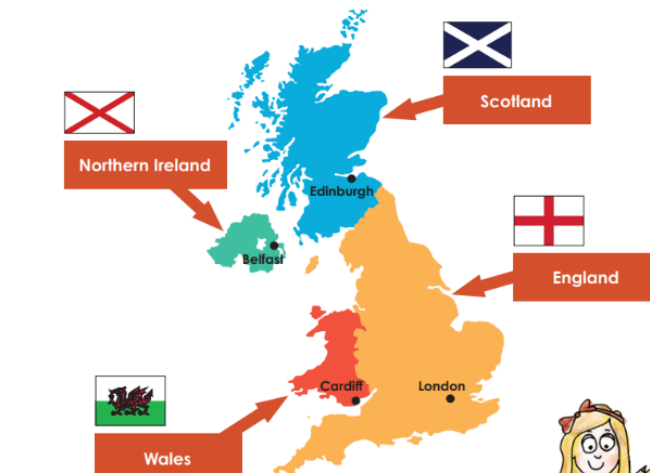 Scotland
Northern Ireland
Edinburgh
Belfast
England
Cardiff
London
Wales